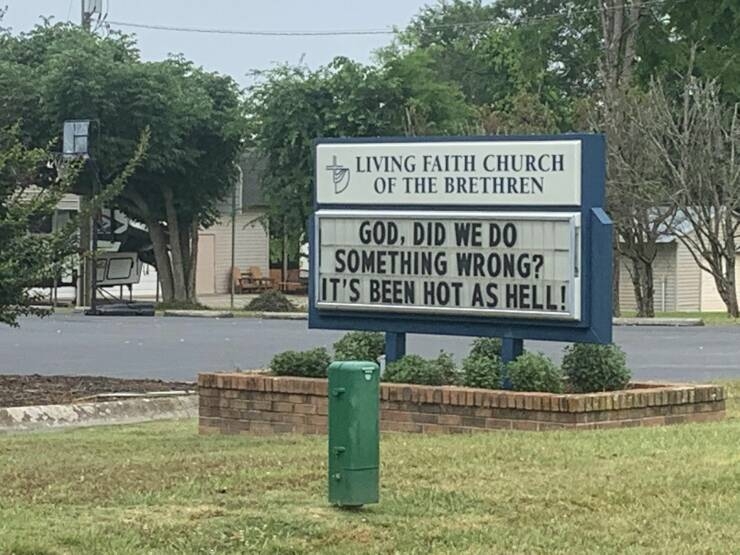 LIVING FAITH CHURCH
OF THE BRETHREN
GOD, DID WE DO
SOMETHING WRONG?
IT'S BEEN HOT AS HELL!